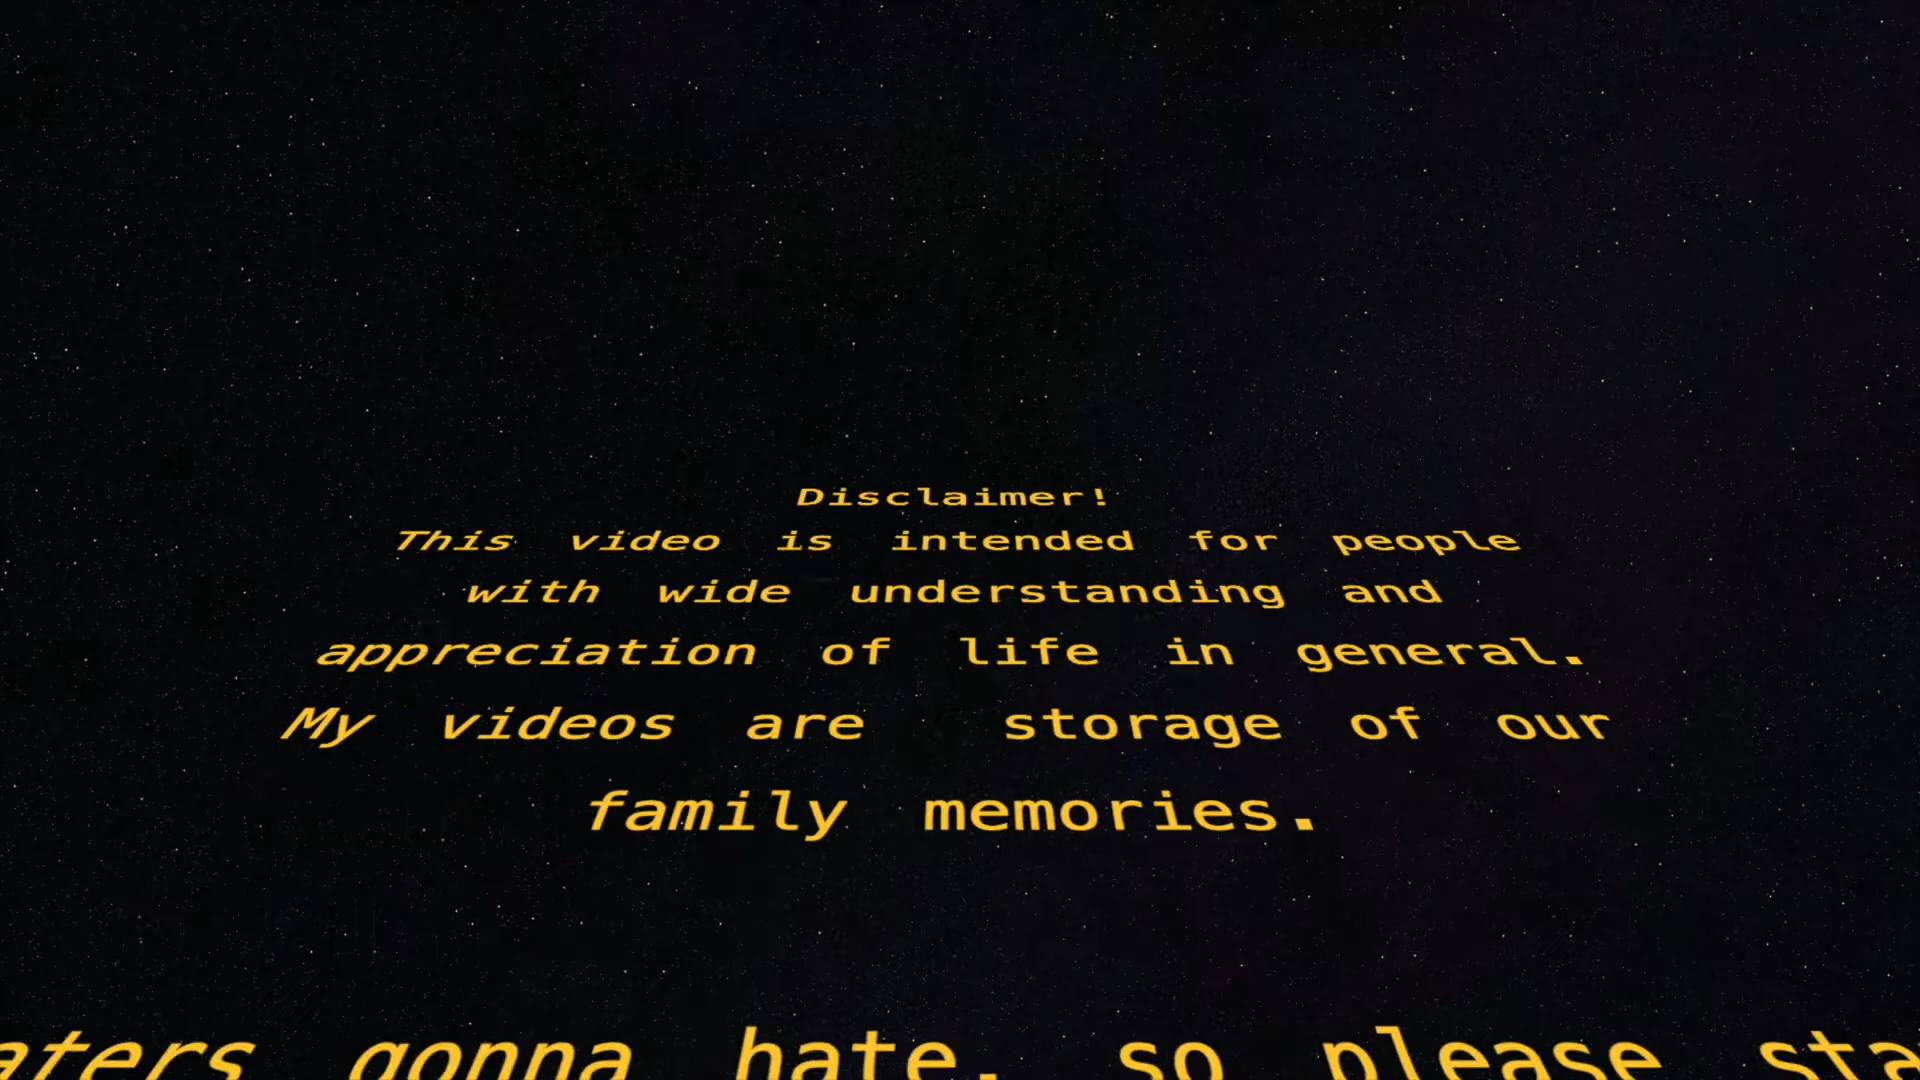 Disclaimer!
This video is intended for people
with wide understanding and
appreciation of life in general.
My videos are storage of our
family memories.
gonna hate, so please